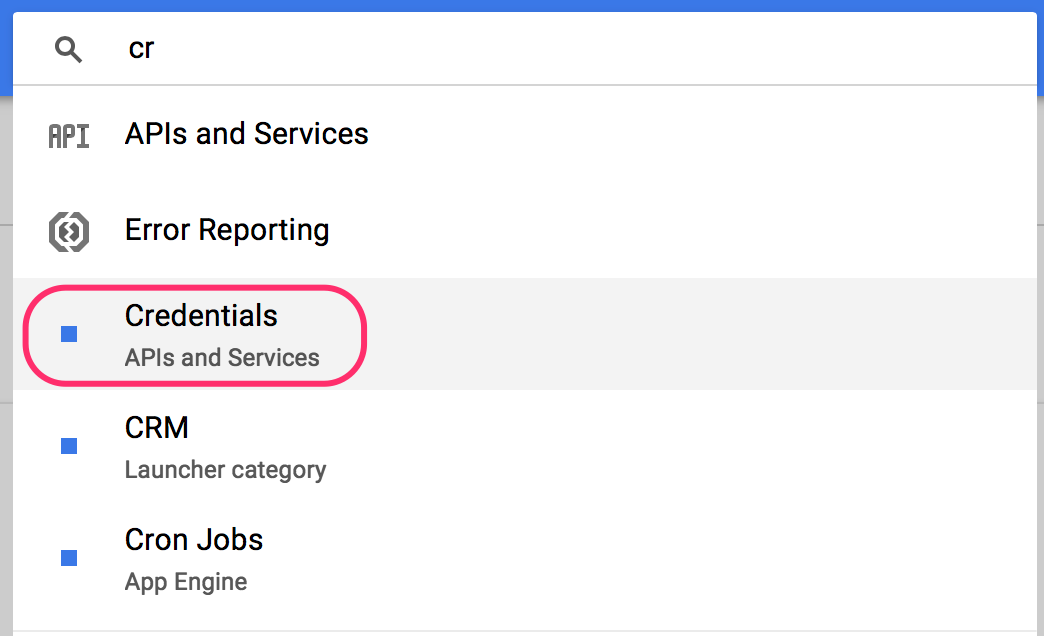 cr
API APIs and Services
Error Reporting
Credentials
APIs and Services
CRM
Launcher category
Cron Jobs
App Engine